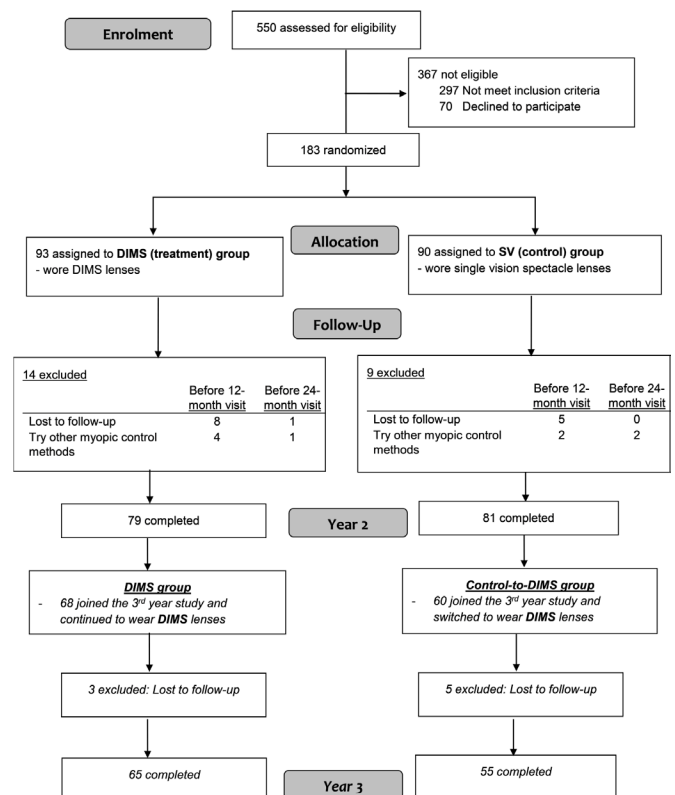 Enrolment
550 assessed for eligibility
367 not eligible
297 Not meet inclusion criteria
70 Declined to participate
183 randomized
Allocation
93 assigned to DIMS (treatment) group
- wore DIMS lenses
90 assigned to SV (control) group
- wore single vision spectacle lenses
Follow-Up
14 excluded
Before 12- Before 24-
month visit month visit
Lost to follow-up 8 1
Try other myopic control 4 1
methods
9 excluded
Before 12- Before 24-
month visit month visit
Lost to follow-up 5 0
Try other myopic control 2 2
methods
79 completed
Year 2
81 completed
DIMS group
- 68 joined the 3rd year study and
continued to wear DIMS lenses
Control-to-DIMS group
- 60 joined the 3rd year study and
switched to wear DIMS lenses
3 excluded: Lost to follow-up
5 excluded: Lost to follow-up
65 completed
Year 3
55 completed